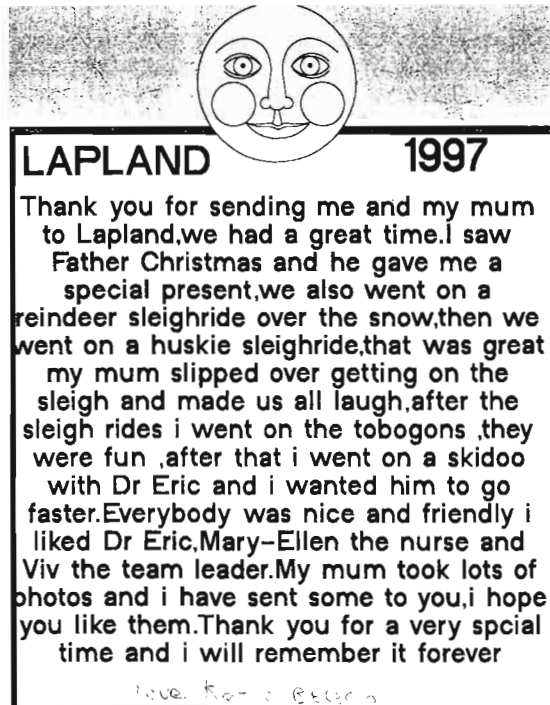 LAPLAND 1997
Thank you for sending me and my mum
to Lapland,we had a great time.I saw
Father Christmas and he gave me a
special present,we also went on a
reindeer sleighride over the snow,then we
went on a huskie sleighride,that was great
my mum slipped over getting on the
sleigh and made us all laugh,after the
sleigh rides i went on the tobogons ,they
were fun ,after that i went on a skidoo
with Dr Eric and i wanted him to go
faster.Everybody was nice and friendly i
liked Dr Eric,Mary-Ellen the nurse and
Viv the team leader.My mum took lots of
photos and i have sent some to you,i hope
you like them.Thank you for a very spcial
time and i will remember it forever
love